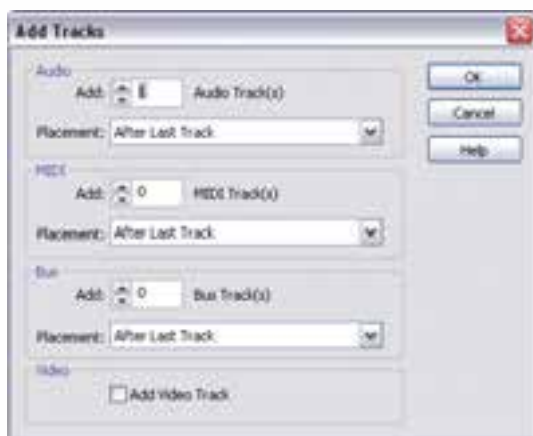 Add Tracks
Audio
Add: Audio Track(s)
Placement: After Last Track
MIDI
Add: 0 MIDI Track(s)
Placement: After Last Track
Bus
Add: 0 Bus Track(s)
Placement: After Last Track
Video
Add Video Track
OK
Cancel
Help